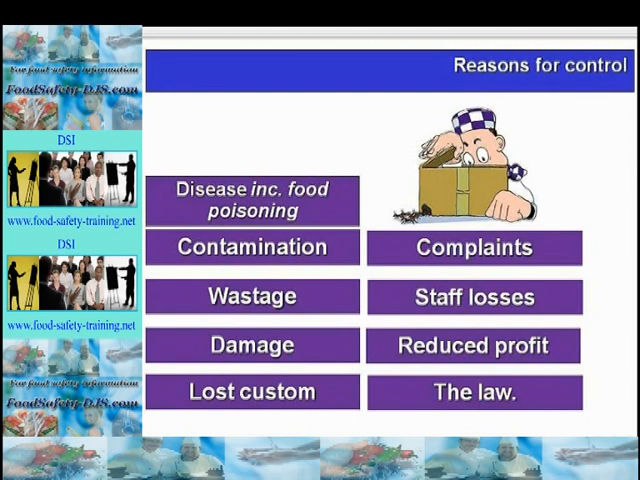 For food safety information
FoodSafety-DJS.com
DSI
www.food-safety-training.net
DSI
www.food-safety-training.net
For food safety information
FoodSafety-DJS.com
Reasons for control
Disease inc. food
poisoning
Contamination
Complaints
Wastage
Staff losses
Damage
Reduced profit
Lost custom
The law.